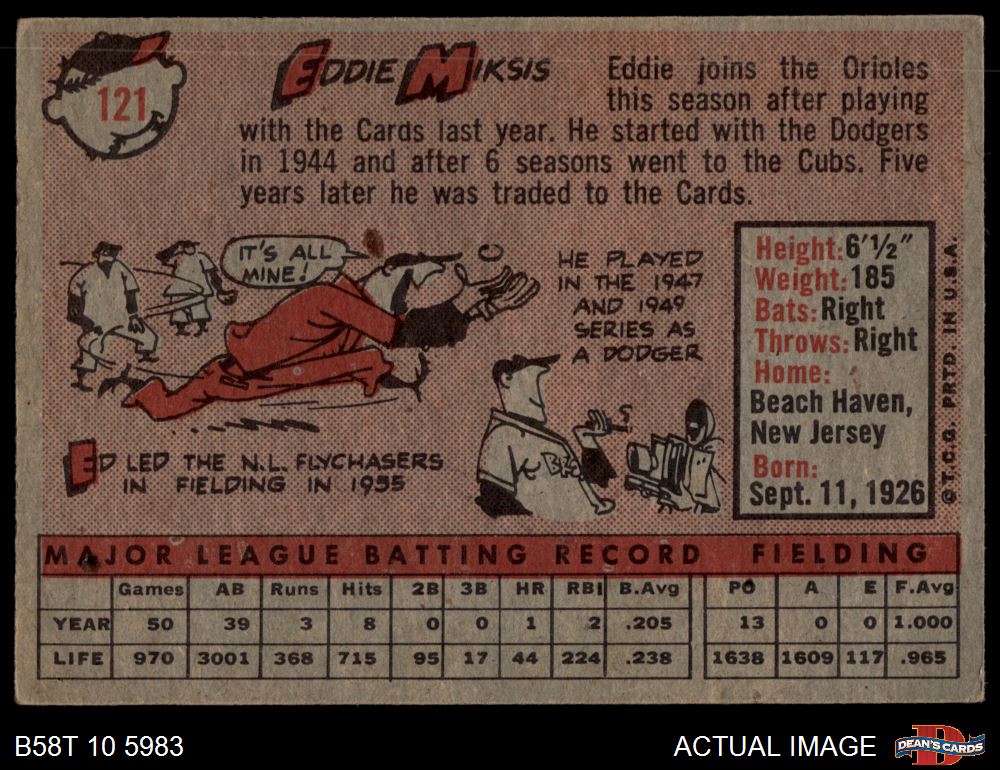 121
EDDIE MIKSIS
Eddie joins the Orioles
this season after playing
with the Cards last year. He started with the Dodgers
in 1944 and after 6 seasons went to the Cubs. Five
years later he was traded to the Cards.
IT'S ALL
MINE!
HE PLAYED
IN THE 1947
AND 1949
SERIES AS
A DODGER
ED LED THE N.L. FLYCHASERS
IN FIELDING IN 1955
BRO
Height: 6'½"
Weight: 185
Bats: Right
Throws: Right
Home:
Beach Haven,
New Jersey
Born:
Sept. 11, 1926
© T.C.G. PRTD. IN U.S.A.
MAJOR LEAGUE BATTING RECORD FIELDING
Games AB Runs Hits 2B 3B HR RBI B.Avg PO A E F.Avg
YEAR 50 39 3 8 0 0 1 2 .205 13 0 0 1.000
LIFE 970 3001 368 715 95 17 44 224 .238 1638 1609 117 .965
B58T 10 5983
ACTUAL IMAGE
D
DEAN'S CARDS